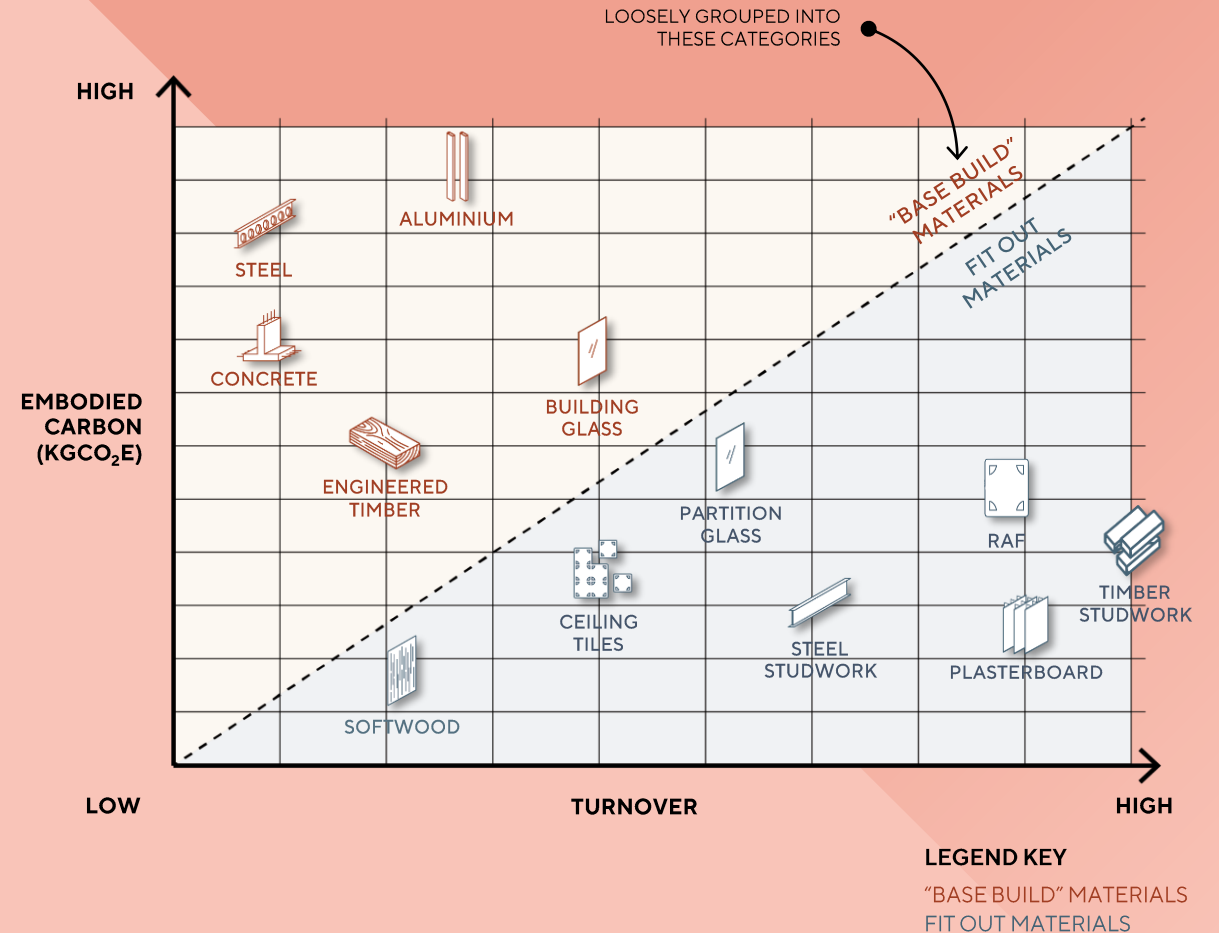 LOOSELY GROUPED INTO
THESE CATEGORIES
HIGH
"BASE BUILD"
MATERIALS
FIT OUT
MATERIALS
ALUMINIUM
STEEL
CONCRETE
BUILDING
GLASS
EMBODIED
CARBON
(KGCO₂E)
ENGINEERED
TIMBER
PARTITION
GLASS
RAF
TIMBER
STUDWORK
CEILING
TILES
STEEL
STUDWORK
PLASTERBOARD
SOFTWOOD
LOW
TURNOVER
HIGH
LEGEND KEY
“BASE BUILD” MATERIALS
FIT OUT MATERIALS